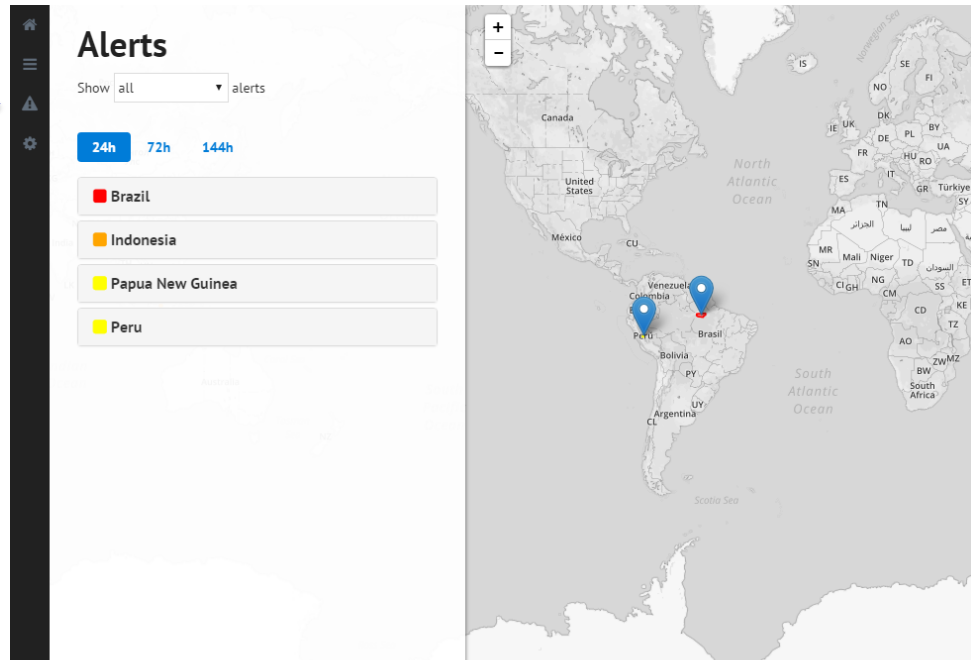 Alerts
Show all alerts
24h 72h 144h
Brazil
Indonesia
Papua New Guinea
Peru
+
−
Norwegian Sea
IS
SE
FI
NO
Canada
DK
IE UK
DE
PL
BY
UA
FR
HU
RO
North
Atlantic
Ocean
ES
IT
GR
Türkiye
SY
United
States
MA
TN
الجزائر
ليبيا
مصر
México
CU
MR
Mali
Niger
TD
السودان
SN
CI
GH
NG
CM
SS
ET
Venezuela
Colombia
CD
KE
TZ
Perú
Brasil
Bolivia
AO
ZW
MZ
PY
BW
South
Atlantic
Ocean
South
Africa
UY
Argentina
CL
Scotia Sea